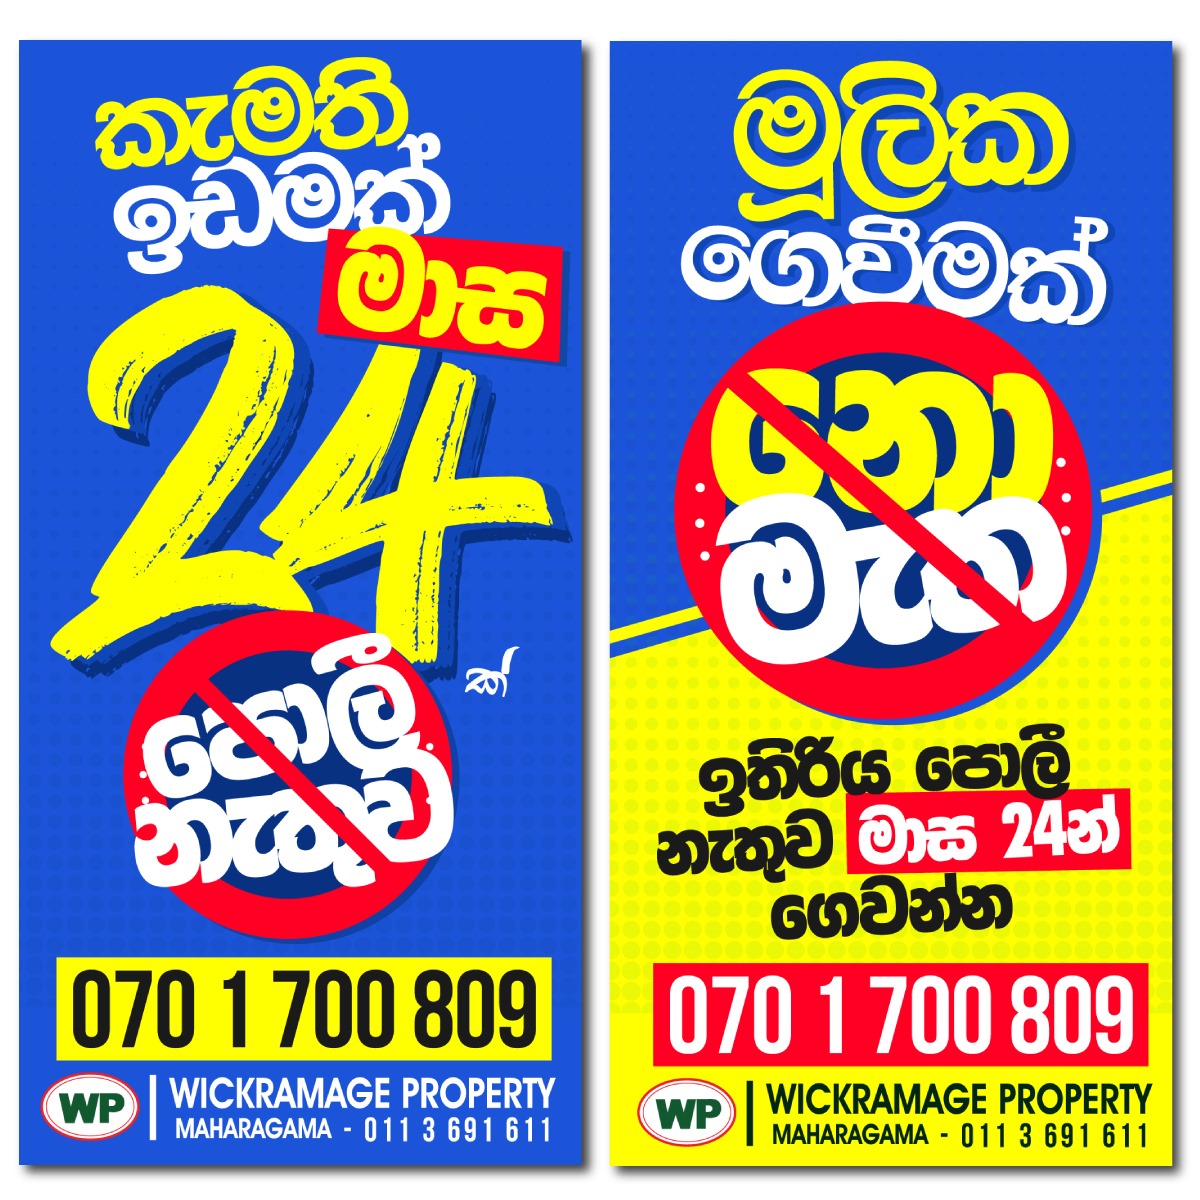 කැමති
ඉඩමක්
මාස
24
ක්
පොලී
නැතුව
070 1 700 809
WP
WICKRAMAGE PROPERTY
MAHARAGAMA - 011 3 691 611
මූලික
ගෙවීමක්
නො
මැත
ඉතිරිය පොලී
නැතුව මාස 24න්
ගෙවන්න
070 1 700 809
WP
WICKRAMAGE PROPERTY
MAHARAGAMA - 011 3 691 611